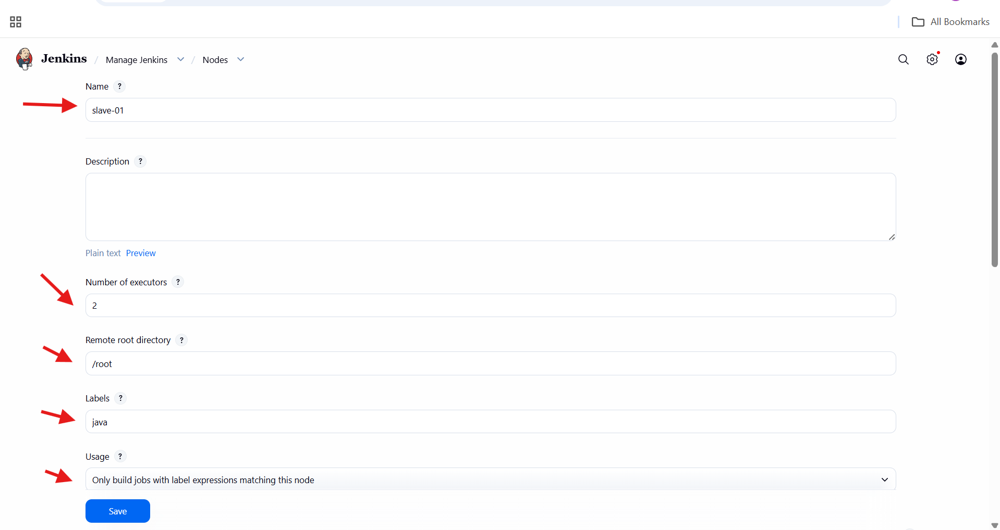 All Bookmarks
Jenkins / Manage Jenkins / Nodes
Name ?
slave-01
Description ?
Plain text Preview
Number of executors ?
2
Remote root directory ?
/root
Labels ?
java
Usage ?
Only build jobs with label expressions matching this node
Save